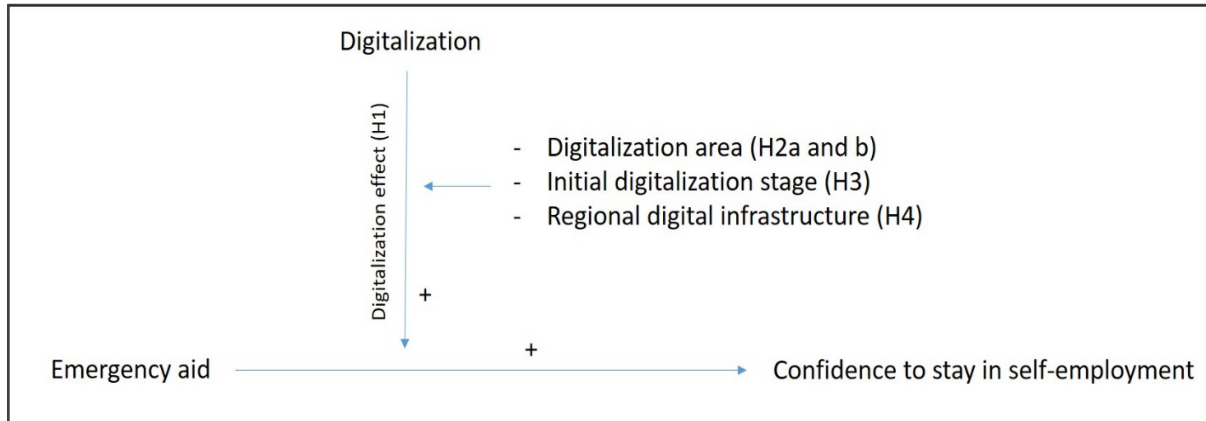 Digitalization
Digitalization effect (H1)
- Digitalization area (H2a and b)
- Initial digitalization stage (H3)
- Regional digital infrastructure (H4)
+
+
Emergency aid
Confidence to stay in self-employment